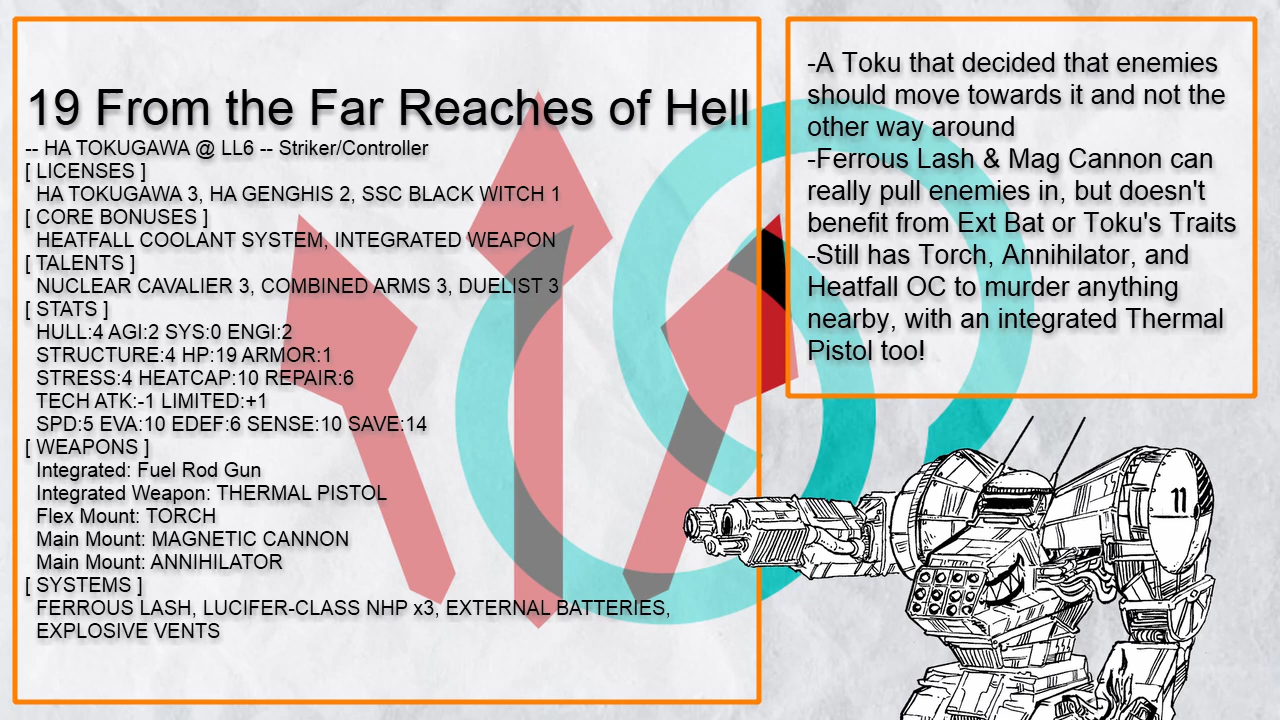 19 From the Far Reaches of Hell
-- HA TOKUGAWA @ LL6 -- Striker/Controller
[ LICENSES ]
HA TOKUGAWA 3, HA GENGHIS 2, SSC BLACK WITCH 1
[ CORE BONUSES ]
HEATFALL COOLANT SYSTEM, INTEGRATED WEAPON
[ TALENTS ]
NUCLEAR CAVALIER 3, COMBINED ARMS 3, DUELIST 3
[ STATS ]
HULL:4 AGI:2 SYS:0 ENGI:2
STRUCTURE:4 HP:19 ARMOR:1
STRESS:4 HEATCAP:10 REPAIR:6
TECH ATK:-1 LIMITED:+1
SPD:5 EVA:10 EDEF:6 SENSE:10 SAVE:14
[ WEAPONS ]
Integrated: Fuel Rod Gun
Integrated Weapon: THERMAL PISTOL
Flex Mount: TORCH
Main Mount: MAGNETIC CANNON
Main Mount: ANNIHILATOR
[ SYSTEMS ]
FERROUS LASH, LUCIFER-CLASS NHP x3, EXTERNAL BATTERIES,
EXPLOSIVE VENTS
-A Toku that decided that enemies
should move towards it and not the
other way around
-Ferrous Lash & Mag Cannon can
really pull enemies in, but doesn't
benefit from Ext Bat or Toku's Traits
-Still has Torch, Annihilator, and
Heatfall OC to murder anything
nearby, with an integrated Thermal
Pistol too!
11